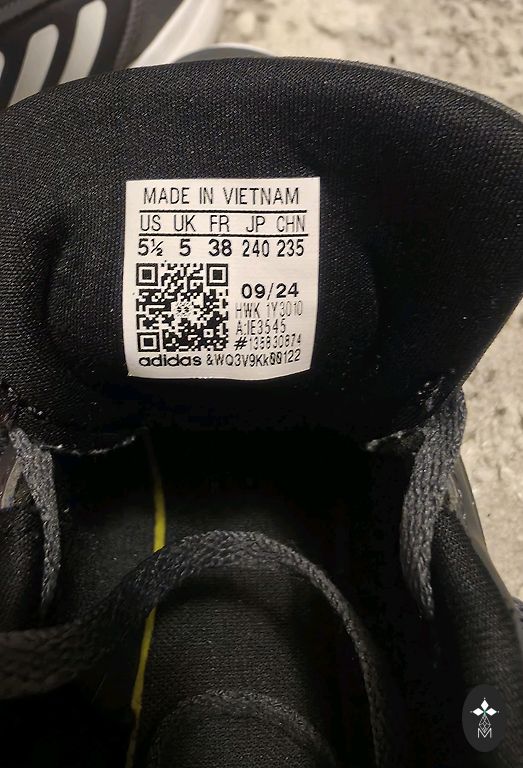 MADE IN VIETNAM
US UK FR JP CHN
5½ 5 38 240 235
09/24
HWK 1Y3010
A:IE3545
#135830874
adidas &WQ3V9Kk00122
M